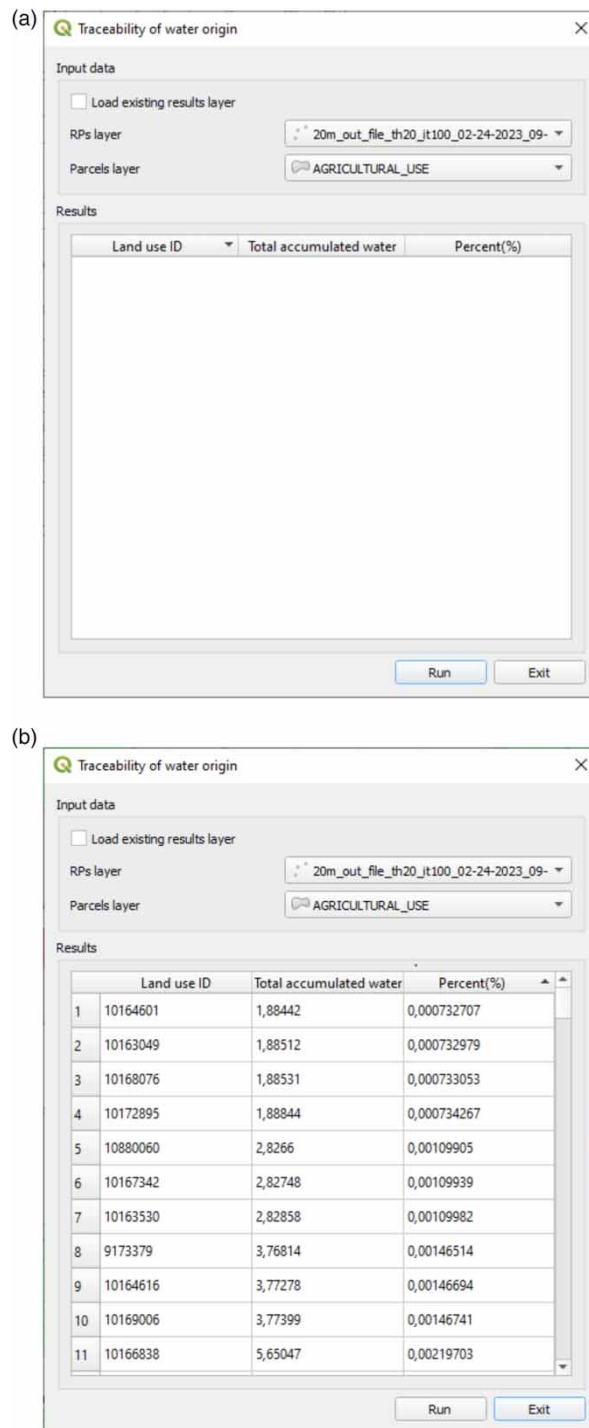 (a)
Traceability of water origin
Input data
Load existing results layer
RPs layer 20m_out_file_th20_it100_02-24-2023_09-
Parcels layer AGRICULTURAL_USE
Results
Land use ID Total accumulated water Percent(%)
Run Exit
(b)
Traceability of water origin
Input data
Load existing results layer
RPs layer 20m_out_file_th20_it100_02-24-2023_09-
Parcels layer AGRICULTURAL_USE
Results
Land use ID Total accumulated water Percent(%)
1 10164601 1,88442 0,000732707
2 10163049 1,88512 0,000732979
3 10168076 1,88531 0,000733053
4 10172895 1,88844 0,000734267
5 10880060 2,8266 0,00109905
6 10167342 2,82748 0,00109939
7 10163530 2,82858 0,00109982
8 9173379 3,76814 0,00146514
9 10164616 3,77278 0,00146694
10 10169006 3,77399 0,00146741
11 10166838 5,65047 0,00219703
Run Exit